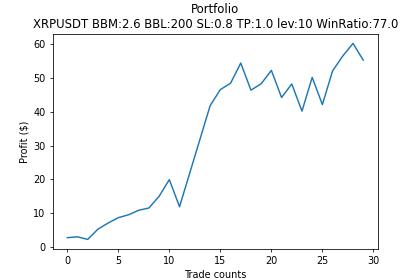 Portfolio
XRPUSDT BBM:2.6 BBL:200 SL:0.8 TP:1.0 lev:10 WinRatio:77.0
60
50
40
30
20
10
0
Profit ($)
0 5 10 15 20 25 30
Trade counts